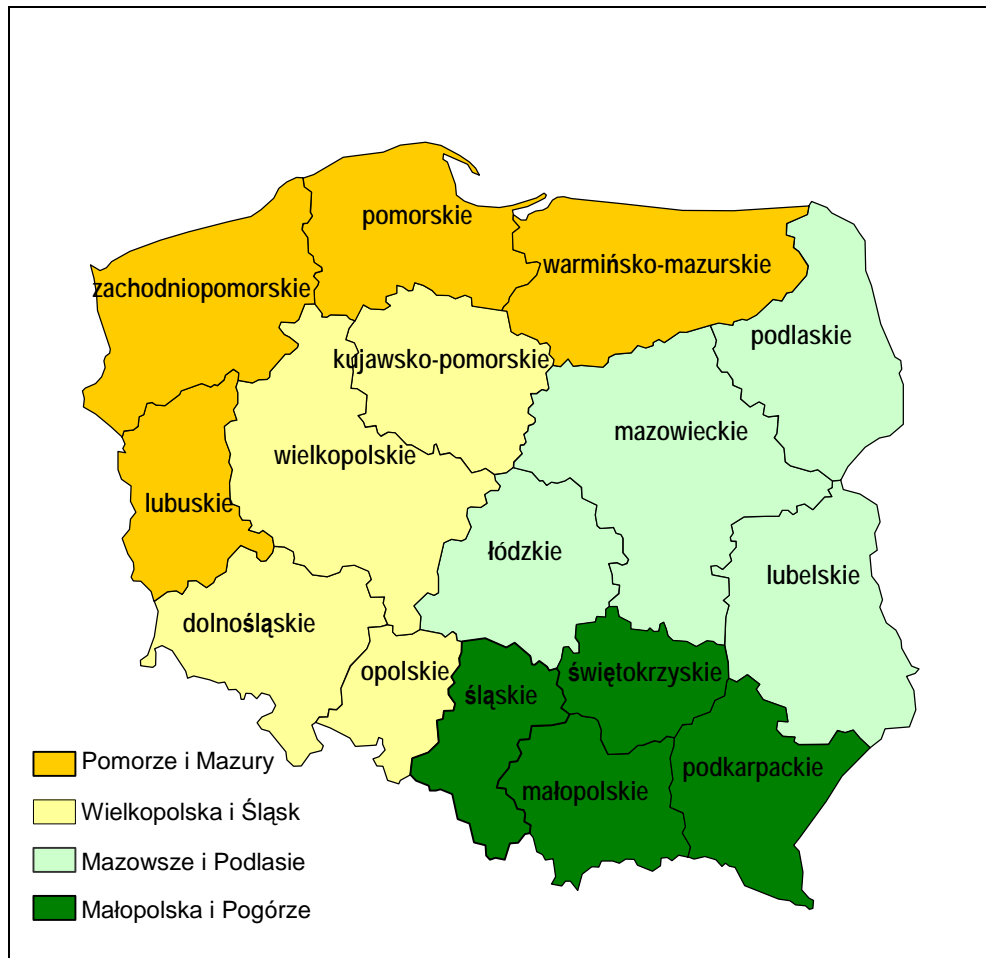 pomorskie
warmińsko-mazurskie
zachodniopomorskie
podlaskie
kujawsko-pomorskie
mazowieckie
wielkopolskie
lubuskie
łódzkie
lubelskie
dolnośląskie
opolskie
śląskie
świętokrzyskie
podkarpackie
małopolskie
Pomorze i Mazury
Wielkopolska i Śląsk
Mazowsze i Podlasie
Małopolska i Pogórze